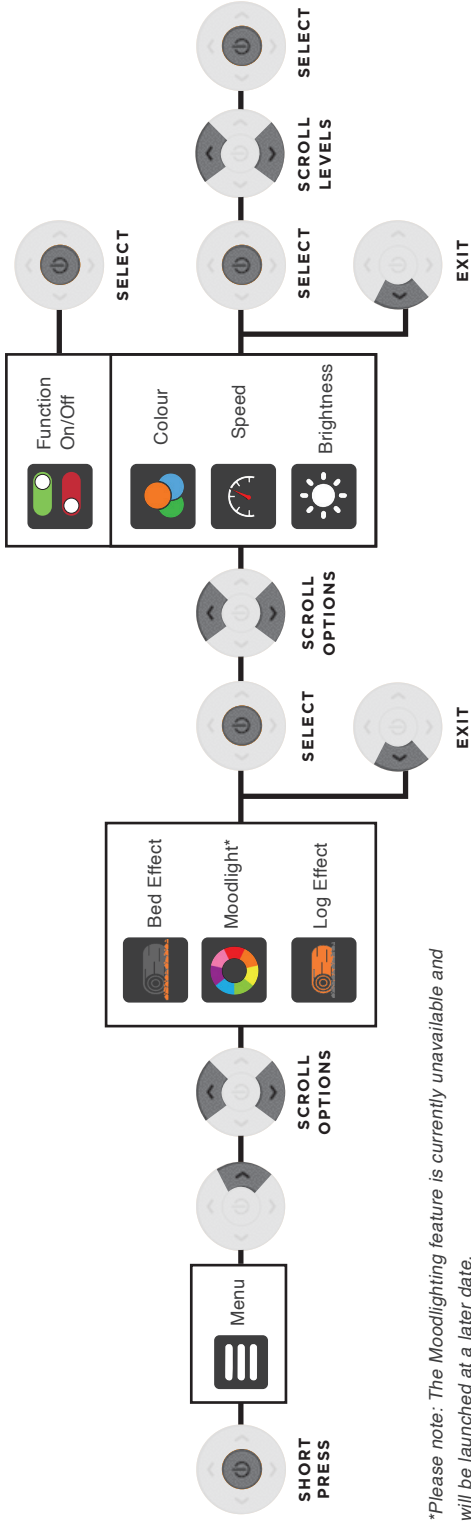 SHORT
PRESS
Menu
SCROLL
OPTIONS
Bed Effect
Moodlight*
Log Effect
SELECT
EXIT
SCROLL
OPTIONS
Function
On/Off
Colour
Speed
Brightness
SELECT
SELECT
EXIT
SCROLL
LEVELS
SELECT
*Please note: The Moodlighting feature is currently unavailable and
will be launched at a later date.